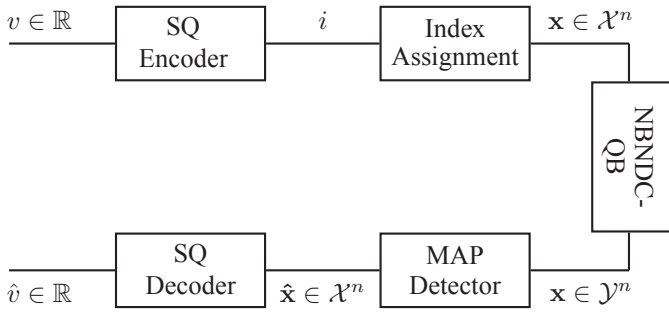 v ∈ ℝ
SQ
Encoder
i
Index
Assignment
𝐱 ∈ 𝒳ⁿ
NBNDC-
QB
SQ
Decoder
MAP
Detector
v̂ ∈ ℝ
𝐱̂ ∈ 𝒳ⁿ
𝐱 ∈ 𝒴ⁿ